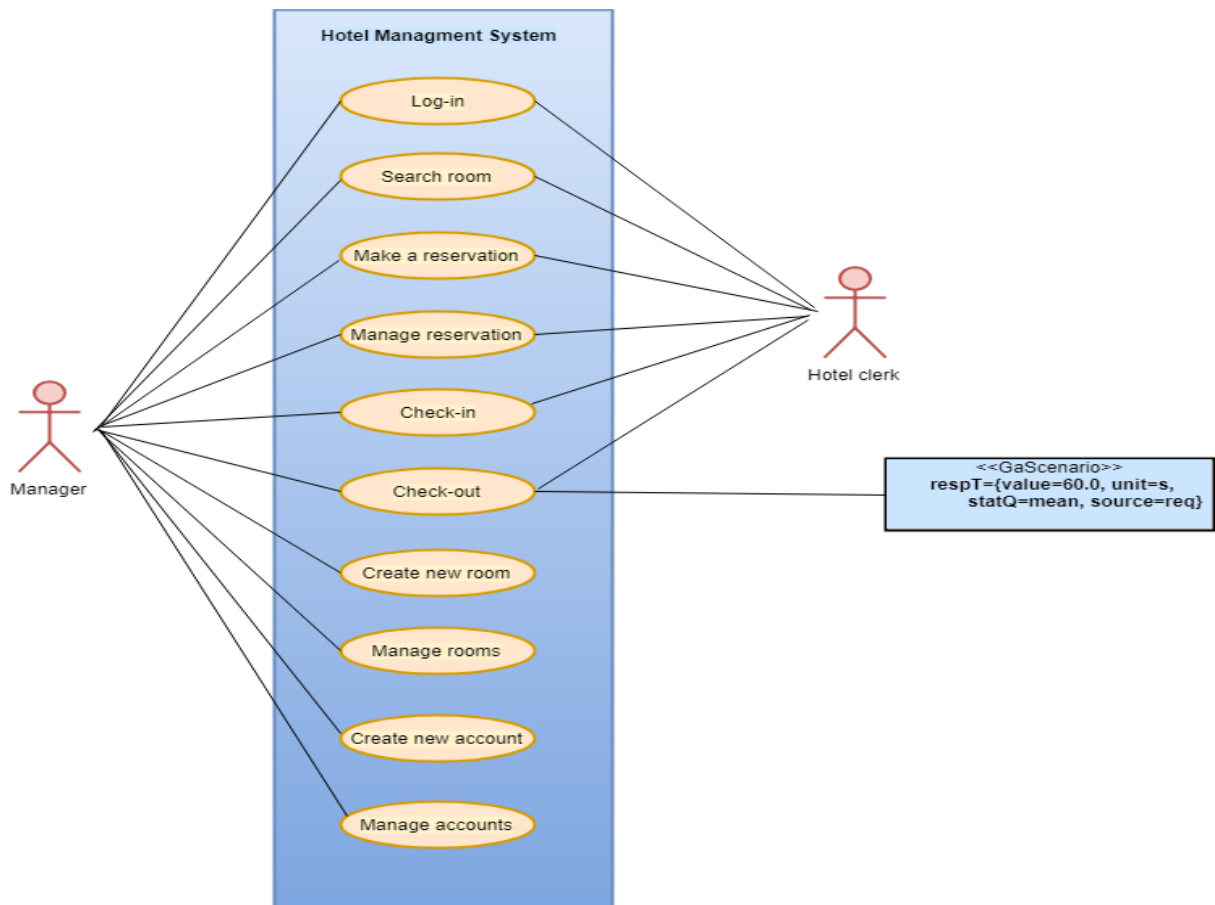 Hotel Managment System
Log-in
Search room
Make a reservation
Manage reservation
Hotel clerk
Check-in
Manager
Check-out
<<GaScenario>>
respT={value=60.0, unit=s,
statQ=mean, source=req}
Create new room
Manage rooms
Create new account
Manage accounts